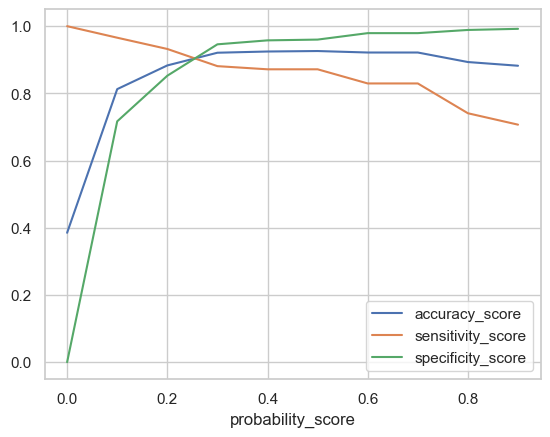 1.0
0.8
0.6
0.4
0.2
0.0
0.0 0.2 0.4 0.6 0.8
probability_score
accuracy_score
sensitivity_score
specificity_score